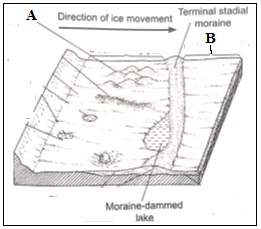 A
Direction of ice movement
Terminal stadial
moraine
B
Moraine-dammed
lake